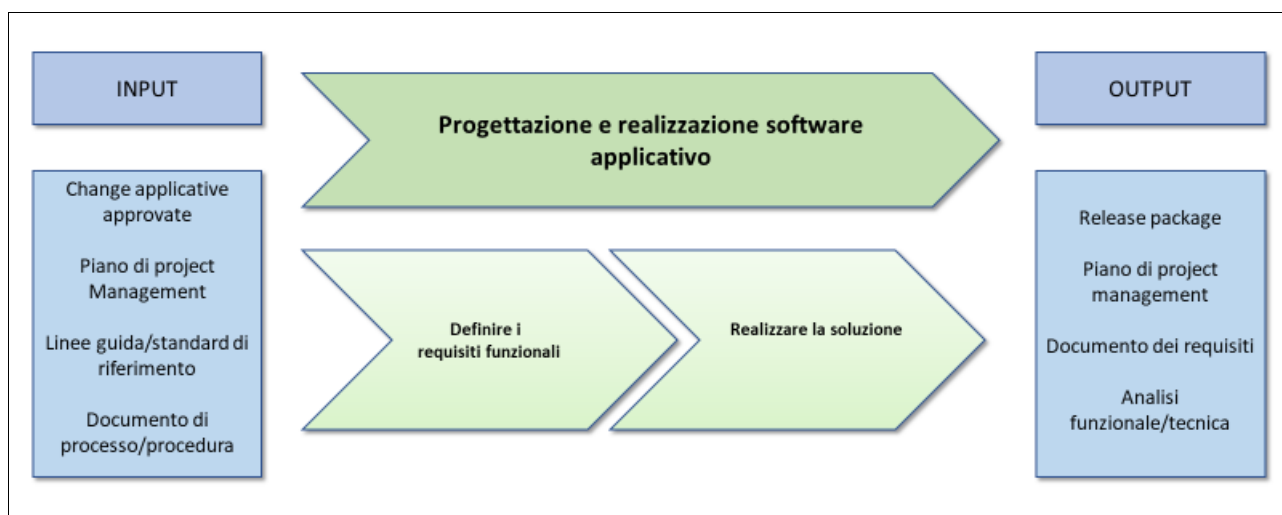 INPUT
Change applicative
approvate
Piano di project
Management
Linee guida/standard di
riferimento
Documento di
processo/procedura
Progettazione e realizzazione software
applicativo
Definire i
requisiti funzionali
Realizzare la soluzione
OUTPUT
Release package
Piano di project
management
Documento dei requisiti
Analisi
funzionale/tecnica